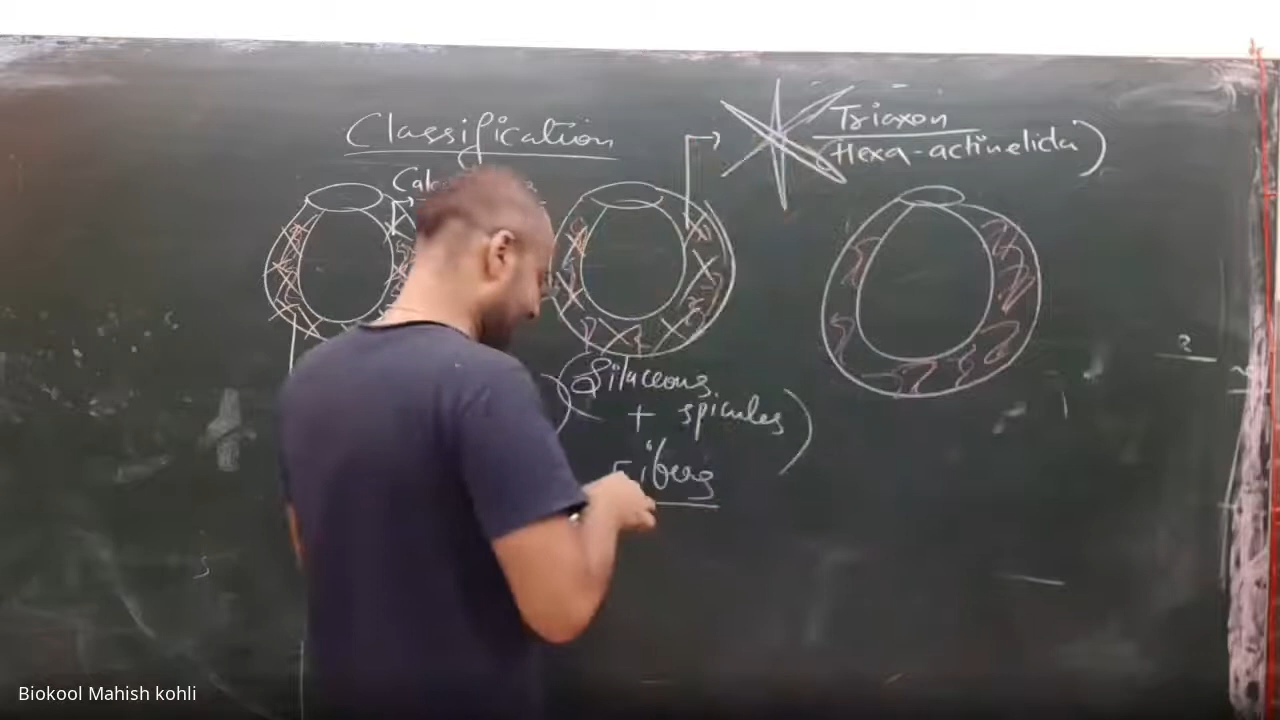 Classification
Triaxon
(Hexa-actinelida)
Silaceous
+ spicules
Fibers
Biokool Mahish kohli